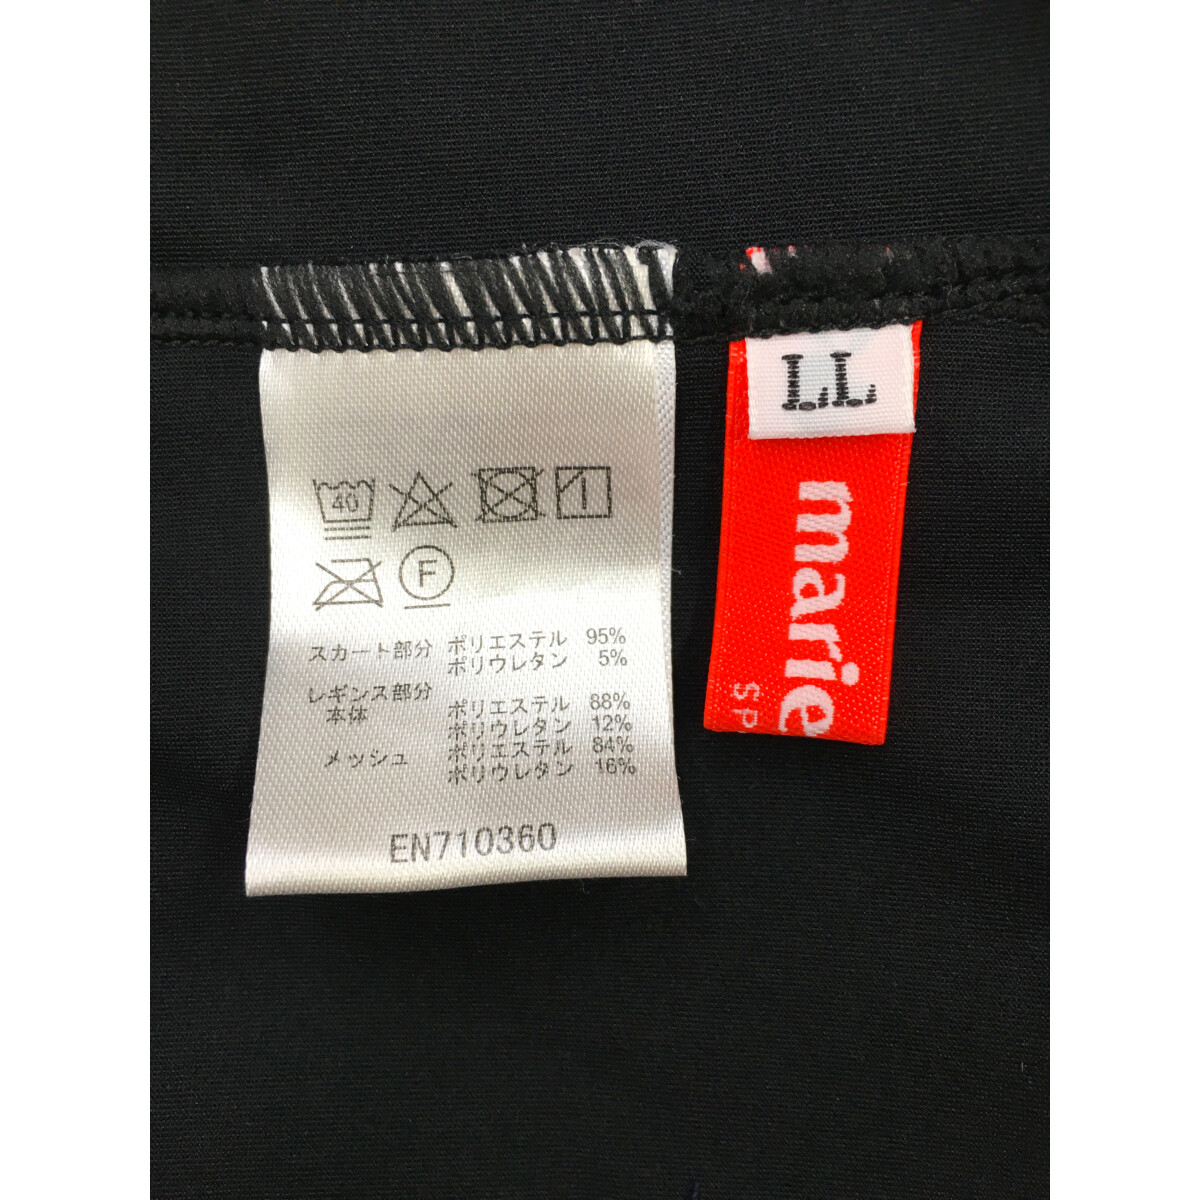 LL
marie
SP
40
F
スカート部分 ポリエステル 95%
ポリウレタン 5%
レギンス部分
本体 ポリエステル 88%
ポリウレタン 12%
メッシュ ポリエステル 84%
ポリウレタン 16%
EN710360